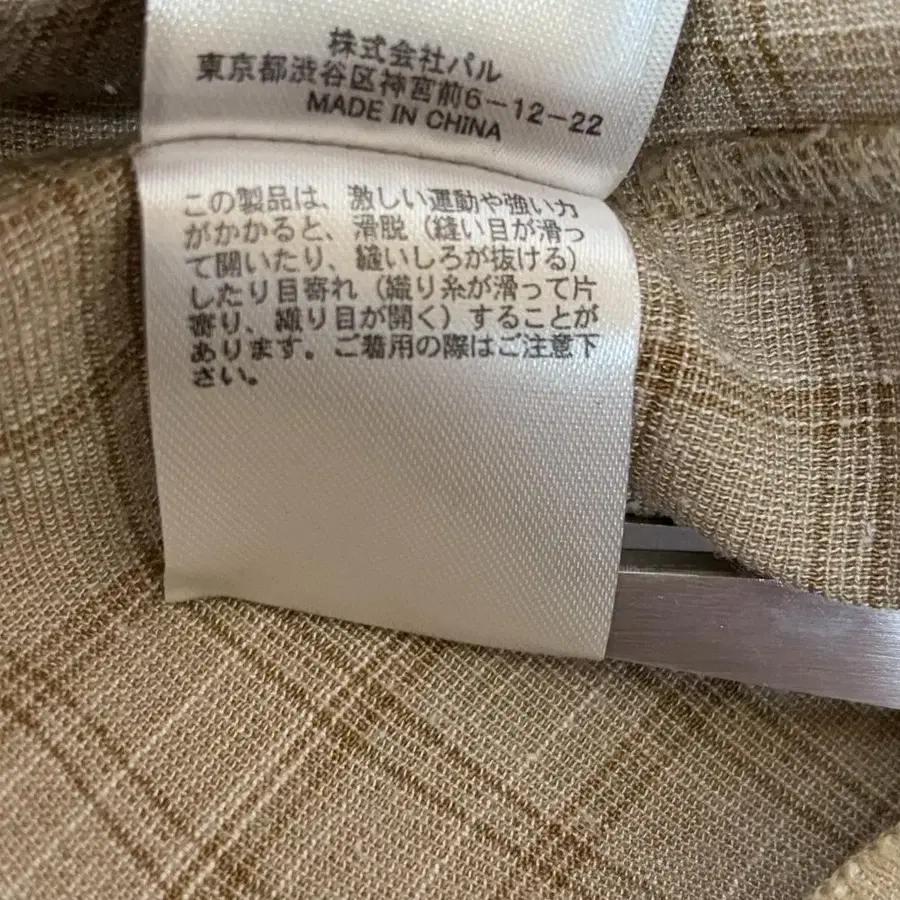 株式会社パル
東京都渋谷区神宮前6-12-22
MADE IN CHINA
この製品は、激しい運動や強い力
がかかると、滑脱（縫い目が滑っ
て開いたり、縫いしろが抜ける）
したり目寄れ（織り糸が滑って片
寄り、織り目が開く）することが
あります。ご着用の際はご注意下
さい。